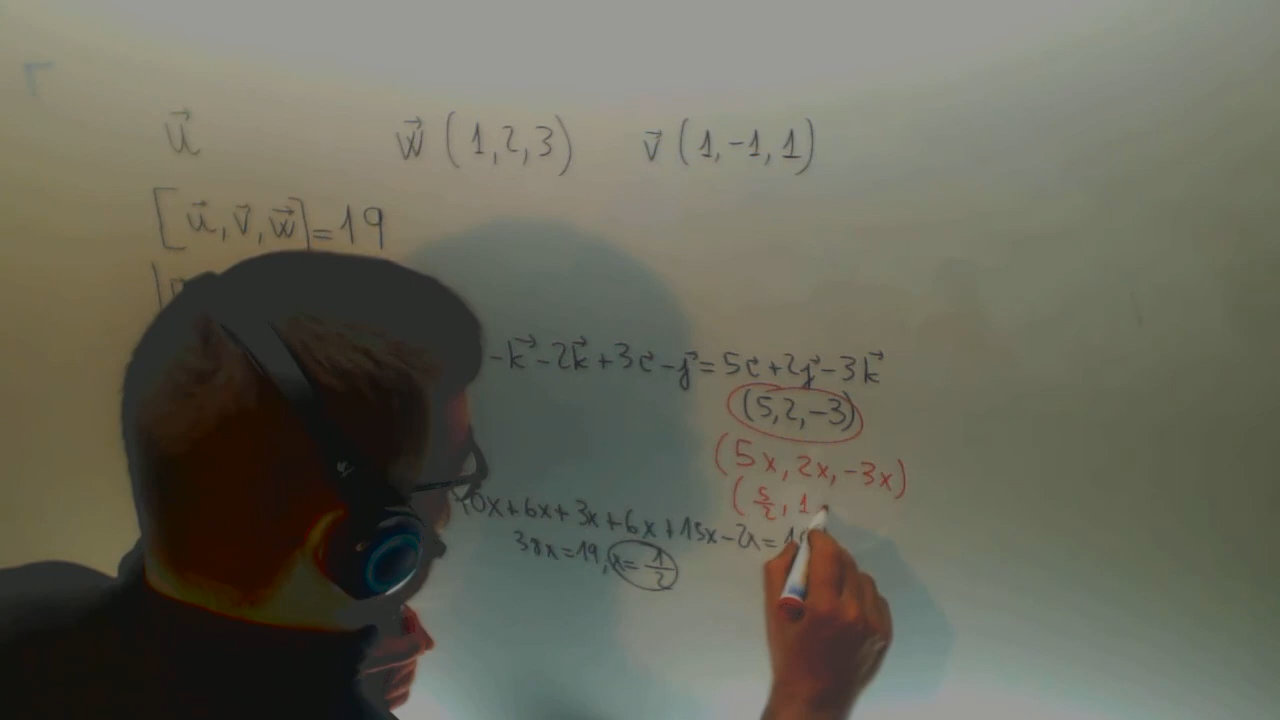 u⃗ w⃗ (1,2,3) v⃗ (1,-1,1)
[u⃗,v⃗,w⃗]=19
-k⃗-2k⃗+3i⃗-j⃗=5i⃗+2j⃗-3k⃗
(5,2,-3)
(5x,2x,-3x)
(5/2, 1
10x+6x+3x+6x+15x-2x=
38x=19, x=1/2